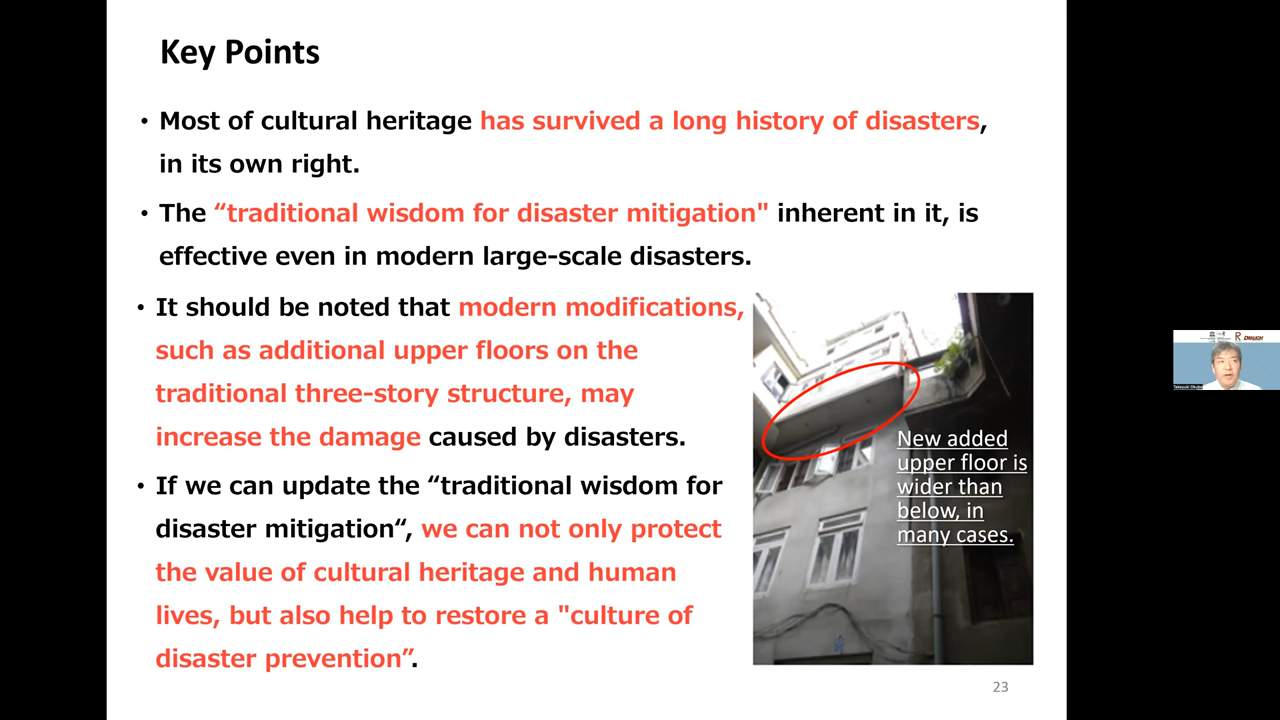 Key Points
• Most of cultural heritage has survived a long history of disasters,
in its own right.
• The “traditional wisdom for disaster mitigation" inherent in it, is
effective even in modern large-scale disasters.
• It should be noted that modern modifications,
such as additional upper floors on the
traditional three-story structure, may
increase the damage caused by disasters.
• If we can update the “traditional wisdom for
disaster mitigation“, we can not only protect
the value of cultural heritage and human
lives, but also help to restore a "culture of
disaster prevention”.
New added
upper floor is
wider than
below, in
many cases.
23
R DMUCH
Takeyuki Okubo